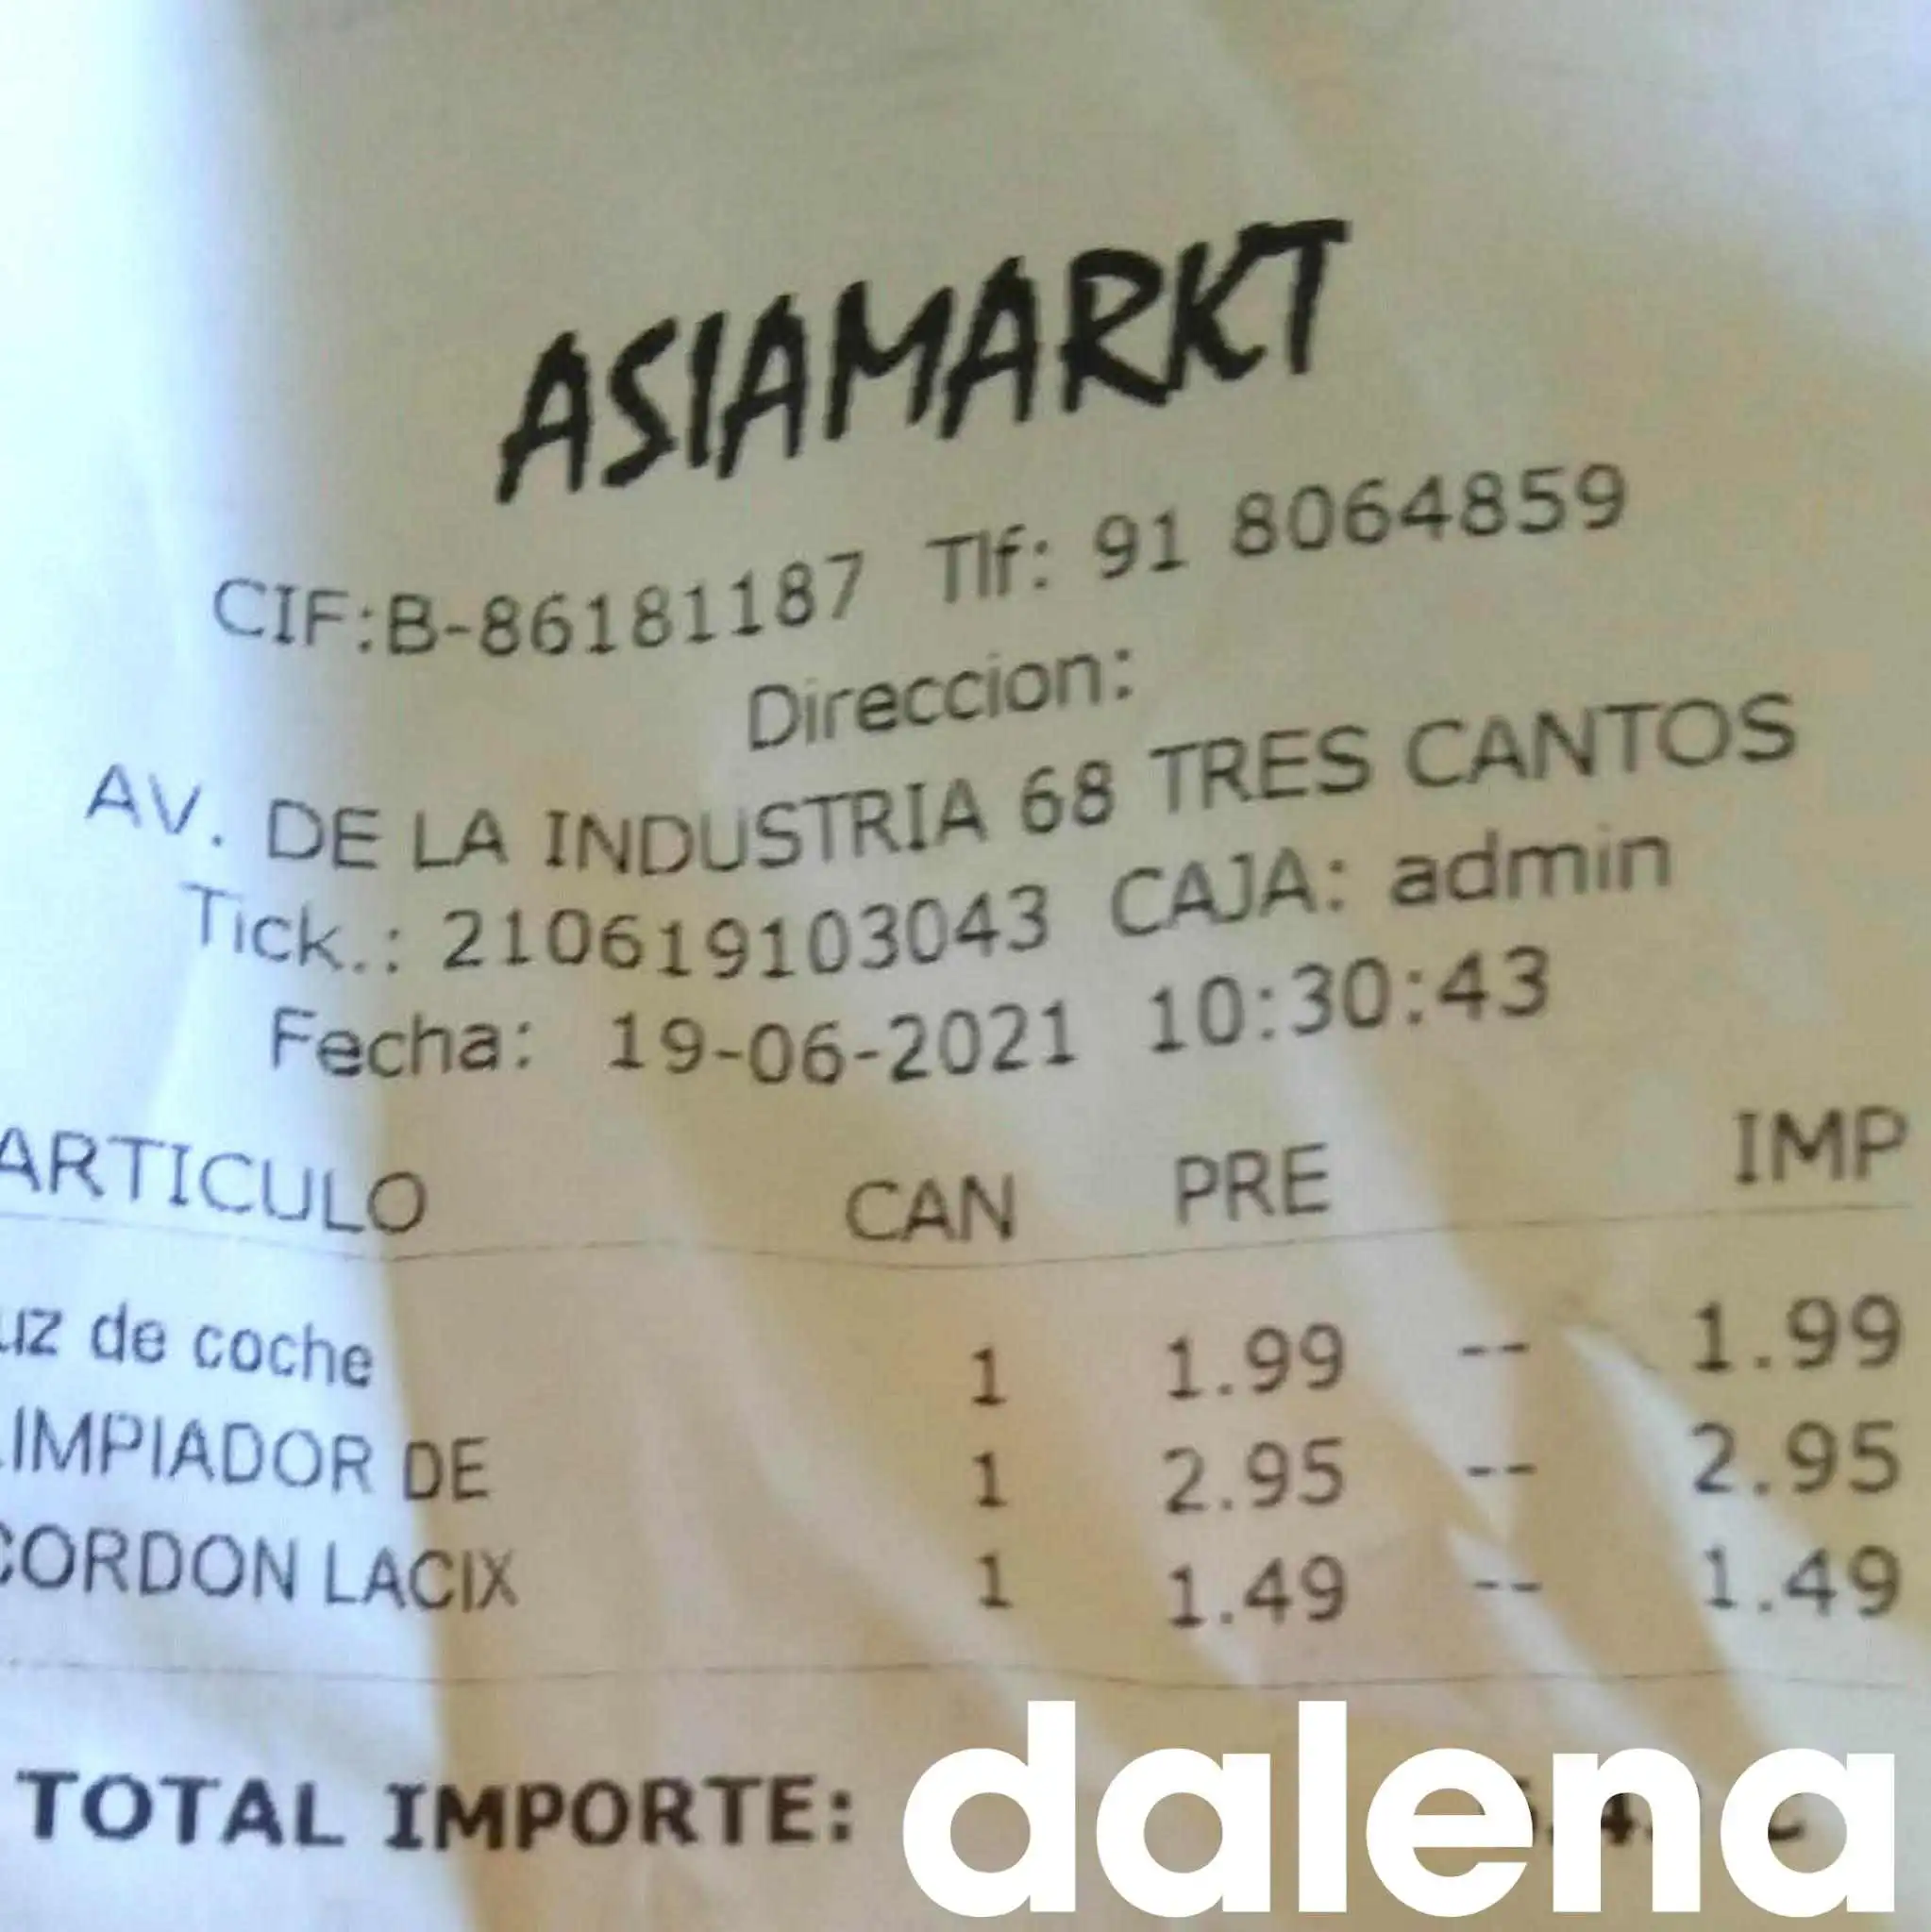 ASIAMARKT
CIF:B-86181187 Tlf: 91 8064859
Direccion:
AV. DE LA INDUSTRIA 68 TRES CANTOS
Tick.: 210619103043 CAJA: admin
Fecha: 19-06-2021 10:30:43
ARTICULO CAN PRE IMP
uz de coche 1 1.99 -- 1.99
LIMPIADOR DE 1 2.95 -- 2.95
CORDON LACIX 1 1.49 -- 1.49
TOTAL IMPORTE:
dalena